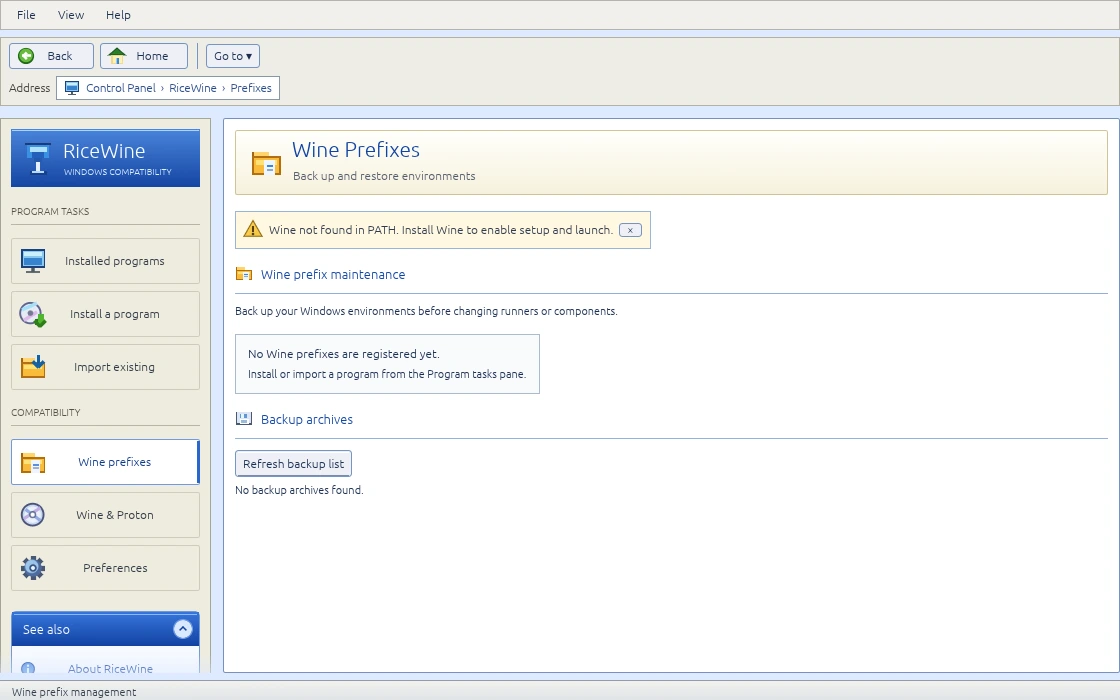 File View Help
Back Home Go to ▾
Address Control Panel › RiceWine › Prefixes
RiceWine
WINDOWS COMPATIBILITY
PROGRAM TASKS
Installed programs
Install a program
Import existing
COMPATIBILITY
Wine prefixes
Wine & Proton
Preferences
See also
About RiceWine
Wine Prefixes
Back up and restore environments
Wine not found in PATH. Install Wine to enable setup and launch. x
Wine prefix maintenance
Back up your Windows environments before changing runners or components.
No Wine prefixes are registered yet.
Install or import a program from the Program tasks pane.
Backup archives
Refresh backup list
No backup archives found.
Wine prefix management